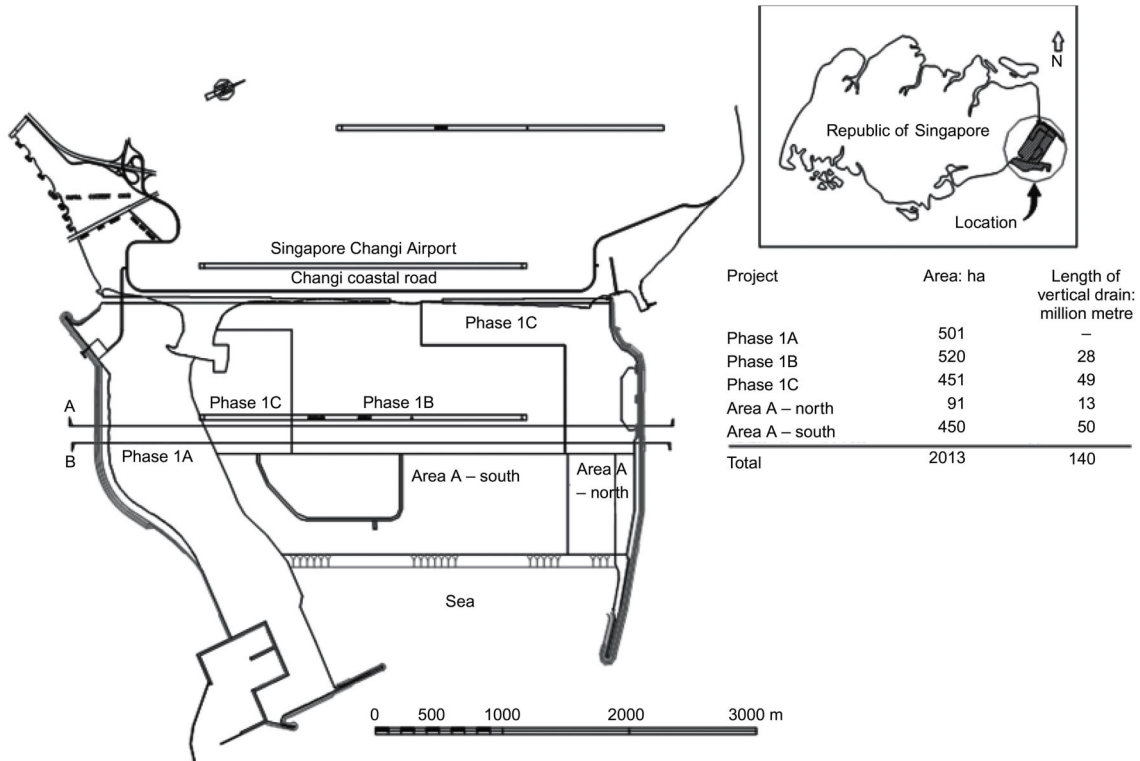 N
Republic of Singapore
Location
Singapore Changi Airport
Changi coastal road
Phase 1C
Phase 1C
Phase 1B
A
B
Phase 1A
Area A – south
Area A
– north
Sea
0 500 1000 2000 3000 m
Project Area: ha Length of
vertical drain:
million metre
Phase 1A 501 –
Phase 1B 520 28
Phase 1C 451 49
Area A – north 91 13
Area A – south 450 50
Total 2013 140